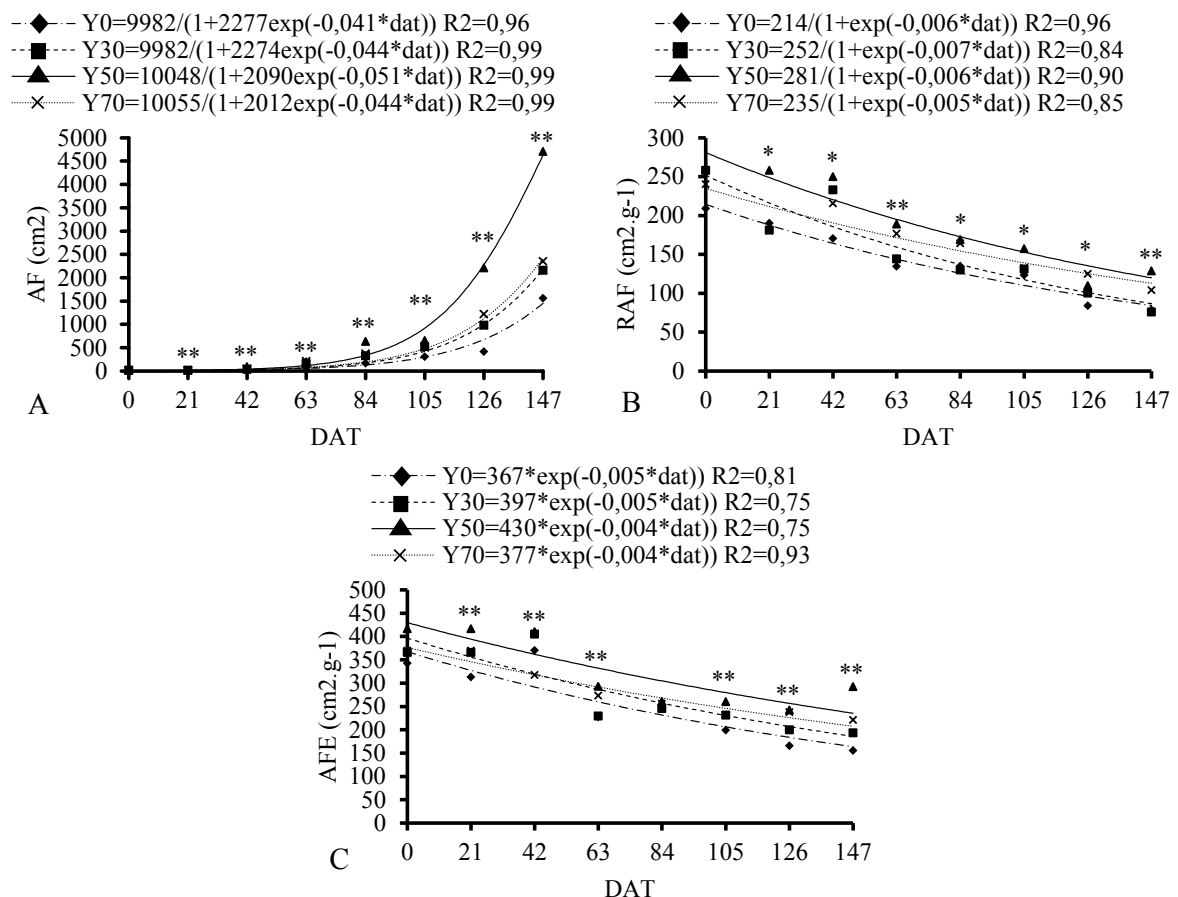 Y0=9982/(1+2277exp(-0,041*dat)) R2=0,96
Y30=9982/(1+2274exp(-0,044*dat)) R2=0,99
Y50=10048/(1+2090exp(-0,051*dat)) R2=0,99
Y70=10055/(1+2012exp(-0,044*dat)) R2=0,99
5000
4500
4000
3500
3000
2500
2000
1500
1000
500
0
AF (cm2)
** ** ** ** ** ** **
0 21 42 63 84 105 126 147
DAT
A
Y0=214/(1+exp(-0,006*dat)) R2=0,96
Y30=252/(1+exp(-0,007*dat)) R2=0,84
Y50=281/(1+exp(-0,006*dat)) R2=0,90
Y70=235/(1+exp(-0,005*dat)) R2=0,85
300
250
200
150
100
50
0
RAF (cm2.g-1)
* * ** * * * **
0 21 42 63 84 105 126 147
DAT
B
Y0=367*exp(-0,005*dat)) R2=0,81
Y30=397*exp(-0,005*dat)) R2=0,75
Y50=430*exp(-0,004*dat)) R2=0,75
Y70=377*exp(-0,004*dat)) R2=0,93
500
450
400
350
300
250
200
150
100
50
0
AFE (cm2.g-1)
** ** ** ** ** **
0 21 42 63 84 105 126 147
DAT
C